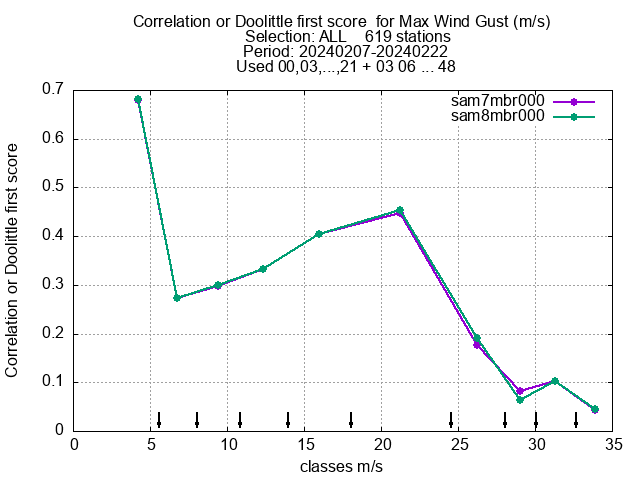 Correlation or Doolittle first score  for Max Wind Gust (m/s)
Selection: ALL    619 stations
Period: 20240207-20240222
Used 00,03,...,21 + 03 06 ... 48
sam7mbr000
sam8mbr000
Correlation or Doolittle first score
0.7
0.6
0.5
0.4
0.3
0.2
0.1
0
0 5 10 15 20 25 30 35
classes m/s